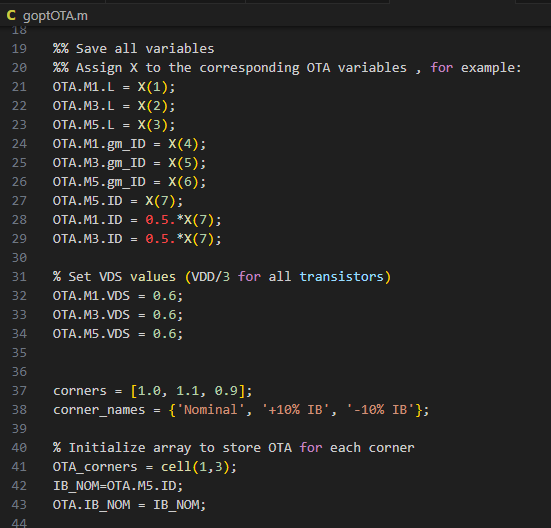 C goptOTA.m
18
19 %% Save all variables
20 %% Assign X to the corresponding OTA variables , for example:
21 OTA.M1.L = X(1);
22 OTA.M3.L = X(2);
23 OTA.M5.L = X(3);
24 OTA.M1.gm_ID = X(4);
25 OTA.M3.gm_ID = X(5);
26 OTA.M5.gm_ID = X(6);
27 OTA.M5.ID = X(7);
28 OTA.M1.ID = 0.5.*X(7);
29 OTA.M3.ID = 0.5.*X(7);
30
31 % Set VDS values (VDD/3 for all transistors)
32 OTA.M1.VDS = 0.6;
33 OTA.M3.VDS = 0.6;
34 OTA.M5.VDS = 0.6;
35
36
37 corners = [1.0, 1.1, 0.9];
38 corner_names = {'Nominal', '+10% IB', '-10% IB'};
39
40 % Initialize array to store OTA for each corner
41 OTA_corners = cell(1,3);
42 IB_NOM=OTA.M5.ID;
43 OTA.IB_NOM = IB_NOM;
44